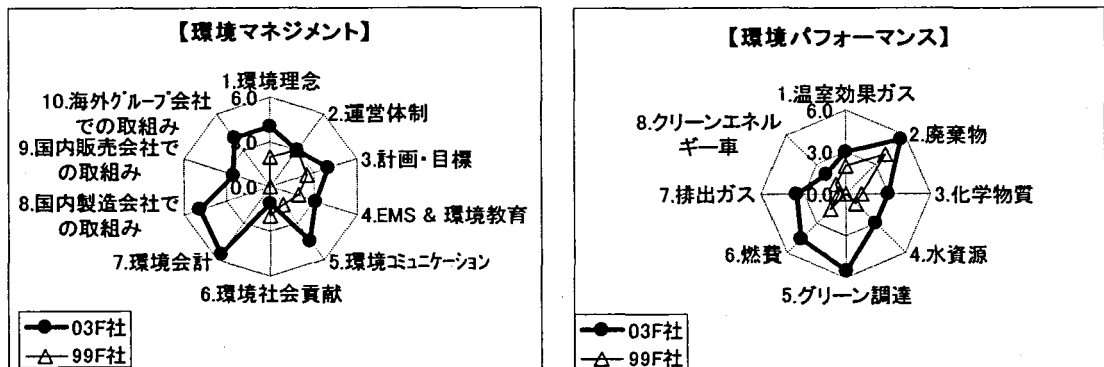 【環境マネジメント】
1.環境理念
6.0
10.海外グループ会社
での取組み
2.運営体制
9.国内販売会社で
の取組み
3.計画・目標
8.国内製造会社で
の取組み
4.EMS & 環境教育
7.環境会計
5.環境コミュニケーション
6.環境社会貢献
03F社
99F社
【環境パフォーマンス】
1.温室効果ガス
6.0
8.クリーンエネル
ギー車
2.廃棄物
3.0
7.排出ガス
0.0
3.化学物質
6.燃費
4.水資源
5.グリーン調達
03F社
99F社